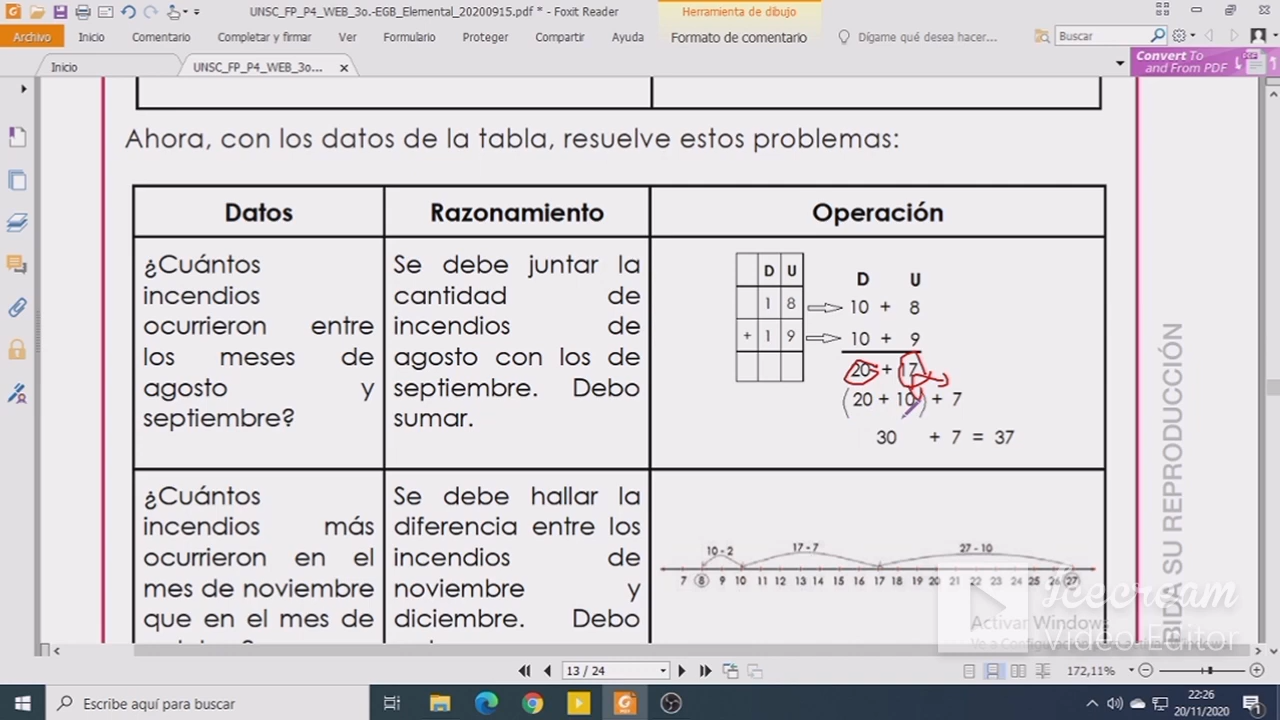 UNSC_FP_P4_WEB_3o.-EGB_Elemental_20200915.pdf * - Foxit Reader
Herramienta de dibujo
Archivo Inicio Comentario Completar y firmar Ver Formulario Proteger Compartir Ayuda Formato de comentario Dígame qué desea hacer... Buscar
Inicio UNSC_FP_P4_WEB_3o... Convert To
and From PDF
Ahora, con los datos de la tabla, resuelve estos problemas:
Datos Razonamiento Operación
¿Cuántos
incendios
ocurrieron entre
los meses de
agosto y
septiembre?
Se debe juntar la
cantidad de
incendios de
agosto con los de
septiembre. Debo
sumar.
D U
1 8
+ 1 9
D U
10 + 8
10 + 9
20 + 17
(20 + 10) + 7
30 + 7 = 37
¿Cuántos
incendios más
ocurrieron en el
mes de noviembre
que en el mes de
Se debe hallar la
diferencia entre los
incendios de
noviembre y
diciembre. Debo
10 - 2 17 - 7 27 - 10
7 8 9 10 11 12 13 14 15 16 17 18 19 20 21 22 23 24 25 26 27
BIDA SU REPRODUCCIÓN
Icecream
Video Editor
Activar Windows
13 / 24
172,11%
Escribe aquí para buscar
22:26
20/11/2020